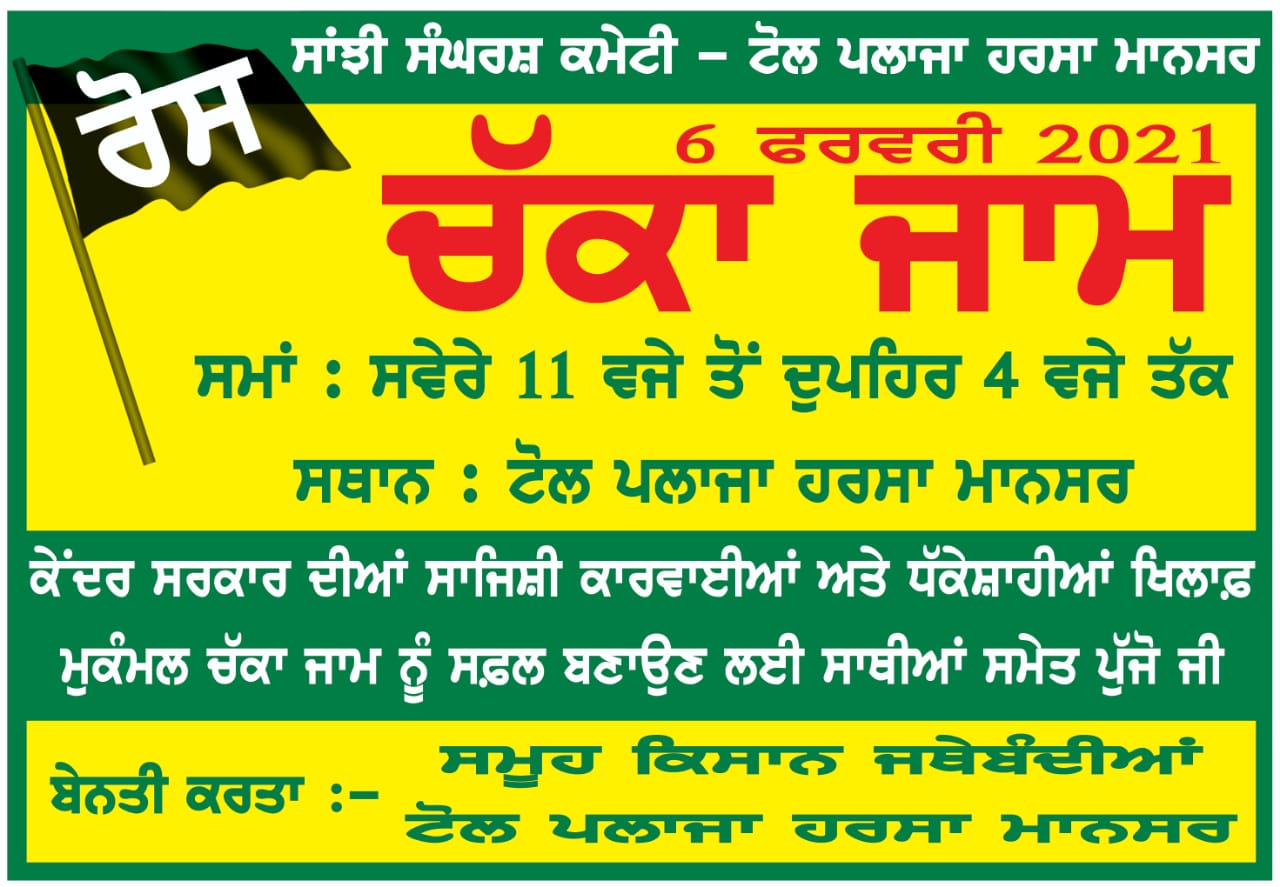 ਸਾਂਝੀ ਸੰਘਰਸ਼ ਕਮੇਟੀ – ਟੋਲ ਪਲਾਜਾ ਹਰਸਾ ਮਾਨਸਰ
ਰੋਸ
6 ਫਰਵਰੀ 2021
ਚੱਕਾ ਜਾਮ
ਸਮਾਂ : ਸਵੇਰੇ 11 ਵਜੇ ਤੋਂ ਦੁਪਹਿਰ 4 ਵਜੇ ਤੱਕ
ਸਥਾਨ : ਟੋਲ ਪਲਾਜਾ ਹਰਸਾ ਮਾਨਸਰ
ਕੇਂਦਰ ਸਰਕਾਰ ਦੀਆਂ ਸਾਜਿਸ਼ੀ ਕਾਰਵਾਈਆਂ ਅਤੇ ਧੱਕੇਸ਼ਾਹੀਆਂ ਖਿਲਾਫ਼
ਮੁਕੰਮਲ ਚੱਕਾ ਜਾਮ ਨੂੰ ਸਫ਼ਲ ਬਣਾਉਣ ਲਈ ਸਾਥੀਆਂ ਸਮੇਤ ਪੁੱਜੋ ਜੀ
ਬੇਨਤੀ ਕਰਤਾ :–
ਸਮੂਹ ਕਿਸਾਨ ਜਥੇਬੰਦੀਆਂ
ਟੋਲ ਪਲਾਜਾ ਹਰਸਾ ਮਾਨਸਰ